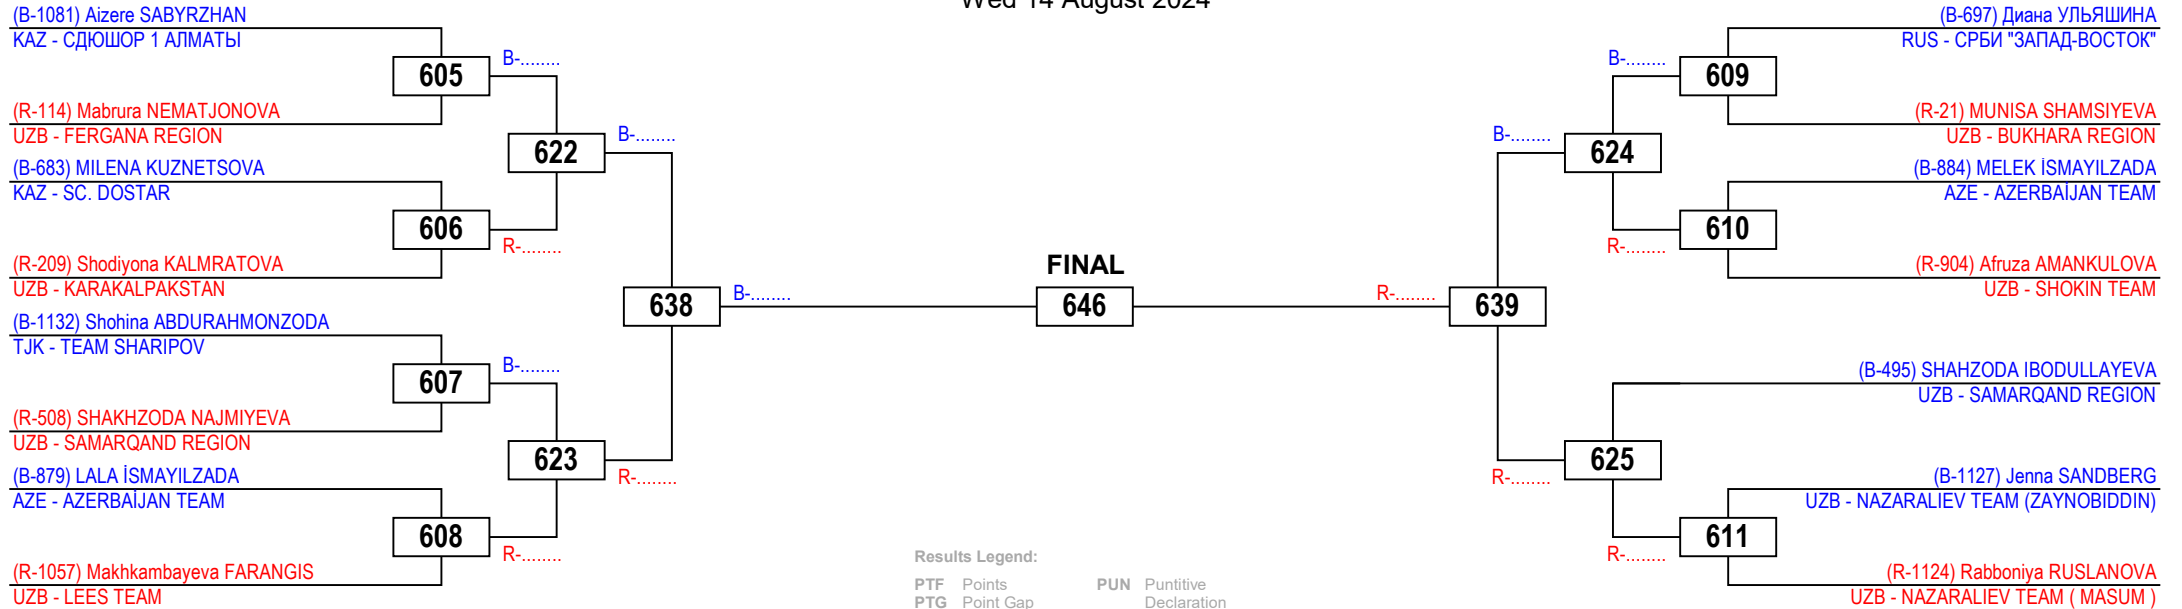 Wed 14 August 2024
(B-1081) Aizere SABYRZHAN
KAZ - СДЮШОР 1 АЛМАТЫ
605
B-........
(R-114) Mabrura NEMATJONOVA
UZB - FERGANA REGION
622
B-........
(B-683) MILENA KUZNETSOVA
KAZ - SC. DOSTAR
606
R-........
(R-209) Shodiyona KALMRATOVA
UZB - KARAKALPAKSTAN
638
B-........
(B-1132) Shohina ABDURAHMONZODA
TJK - TEAM SHARIPOV
607
B-........
(R-508) SHAKHZODA NAJMIYEVA
UZB - SAMARQAND REGION
623
R-........
(B-879) LALA İSMAYILZADA
AZE - AZERBAİJAN TEAM
608
R-........
(R-1057) Makhkambayeva FARANGIS
UZB - LEES TEAM
FINAL
646
(B-697) Диана УЛЬЯШИНА
RUS - СРБИ "ЗАПАД-ВОСТОК"
B-........
609
(R-21) MUNISA SHAMSIYEVA
UZB - BUKHARA REGION
B-........
624
(B-884) MELEK İSMAYILZADA
AZE - AZERBAİJAN TEAM
R-........
610
(R-904) Afruza AMANKULOVA
UZB - SHOKIN TEAM
R-........
639
(B-495) SHAHZODA IBODULLAYEVA
UZB - SAMARQAND REGION
R-........
625
(B-1127) Jenna SANDBERG
UZB - NAZARALIEV TEAM (ZAYNOBIDDIN)
R-........
611
(R-1124) Rabboniya RUSLANOVA
UZB - NAZARALIEV TEAM ( MASUM )
Results Legend:
PTF Points PUN Puntitive
PTG Point Gap Declaration